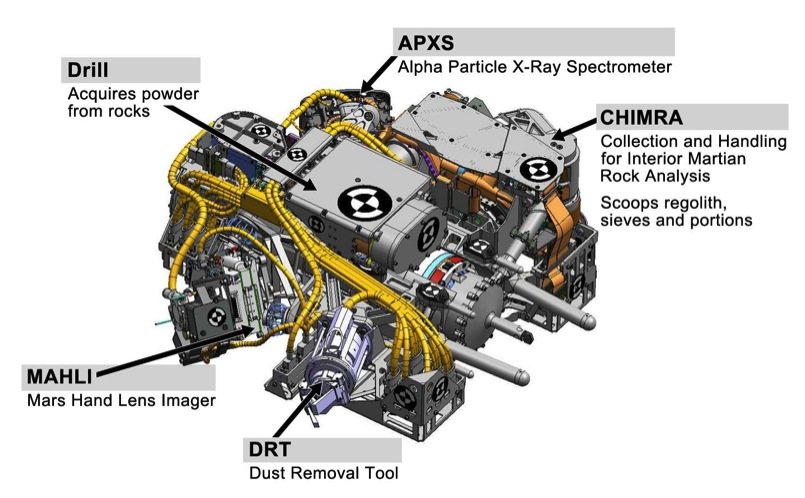 APXS
Alpha Particle X-Ray Spectrometer
Drill
Acquires powder
from rocks
CHIMRA
Collection and Handling
for Interior Martian
Rock Analysis
Scoops regolith,
sieves and portions
MAHLI
Mars Hand Lens Imager
DRT
Dust Removal Tool